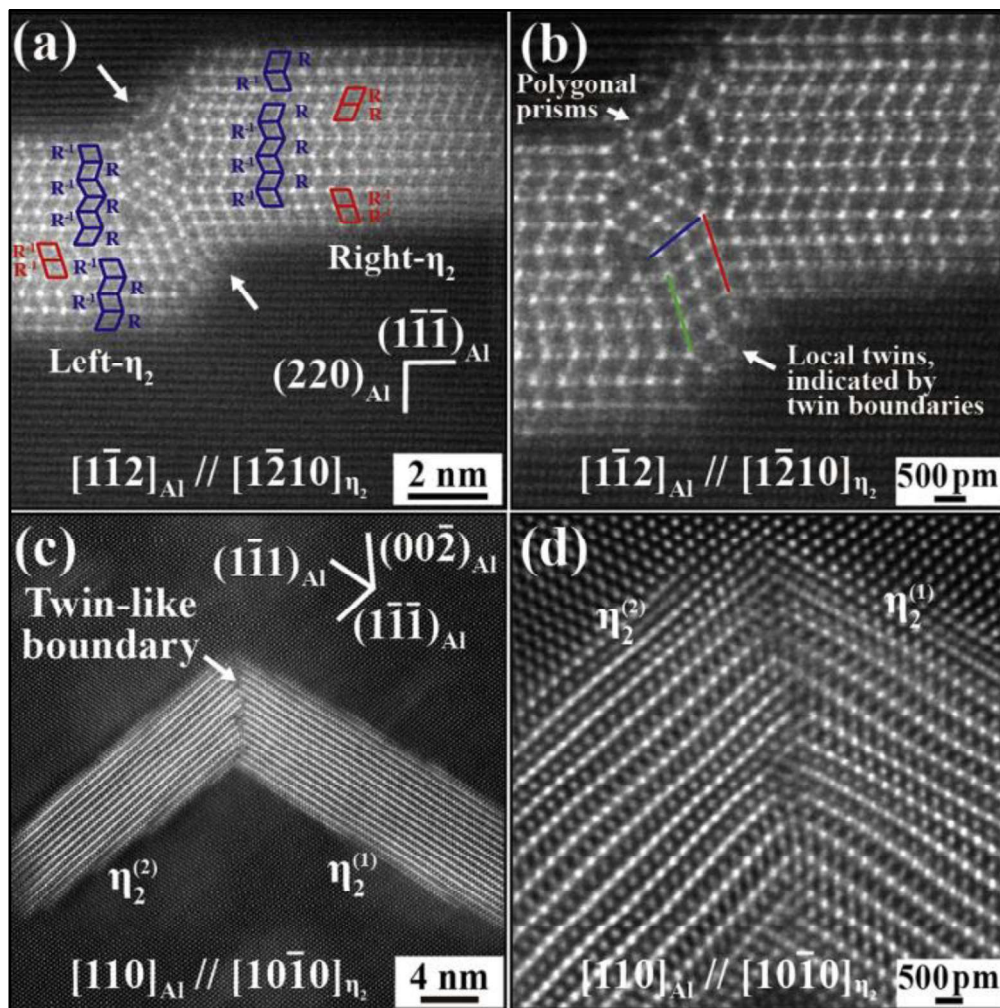 (a)
R
R⁻¹
R
R
R⁻¹
R
R⁻¹
R
R⁻¹
R
R⁻¹
R
R⁻¹
R⁻¹
R⁻¹
R⁻¹
R⁻¹
R
R⁻¹
R
R⁻¹
R⁻¹
R
R⁻¹
R
Right-η₂
Left-η₂
(11̅1̅)Al
(220)Al
[11̅2]Al // [12̅10]η₂
2 nm
(b)
Polygonal
prisms
Local twins,
indicated by
twin boundaries
[11̅2]Al // [12̅10]η₂
500 pm
(c)
(11̅1)Al
(002̅)Al
(11̅1̅)Al
Twin-like
boundary
η₂⁽²⁾
η₂⁽¹⁾
[110]Al // [101̅0]η₂
4 nm
(d)
η₂⁽²⁾
η₂⁽¹⁾
[110]Al // [101̅0]η₂
500 pm